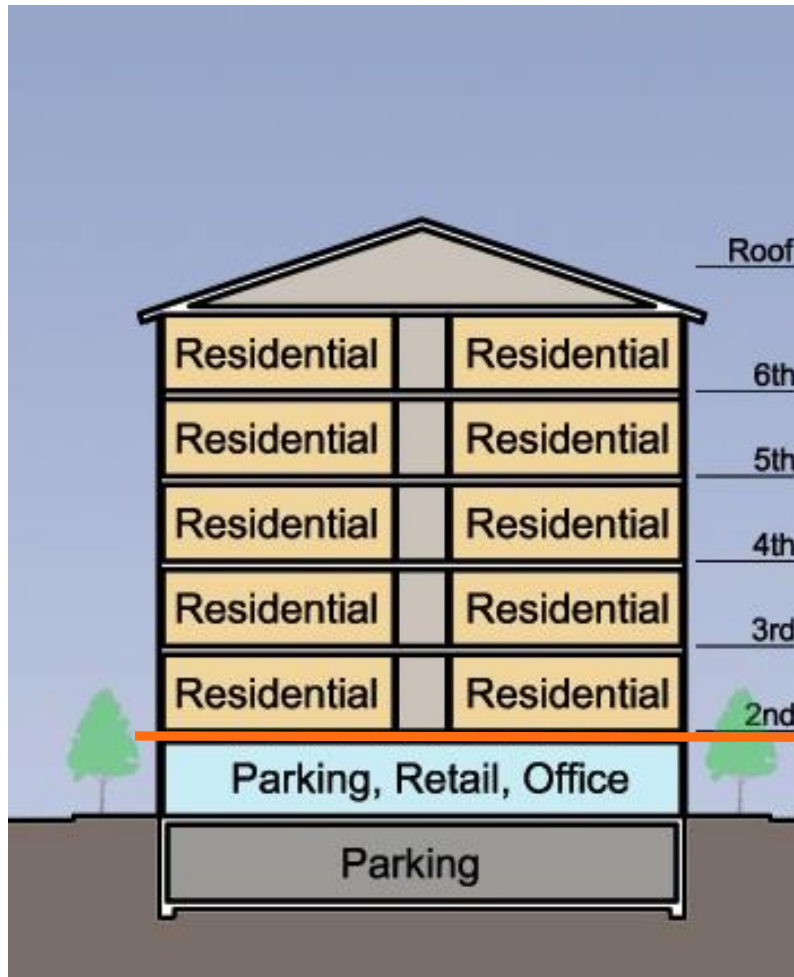 Roof
Residential Residential
6th
Residential Residential
5th
Residential Residential
4th
Residential Residential
3rd
Residential Residential
2nd
Parking, Retail, Office
Parking